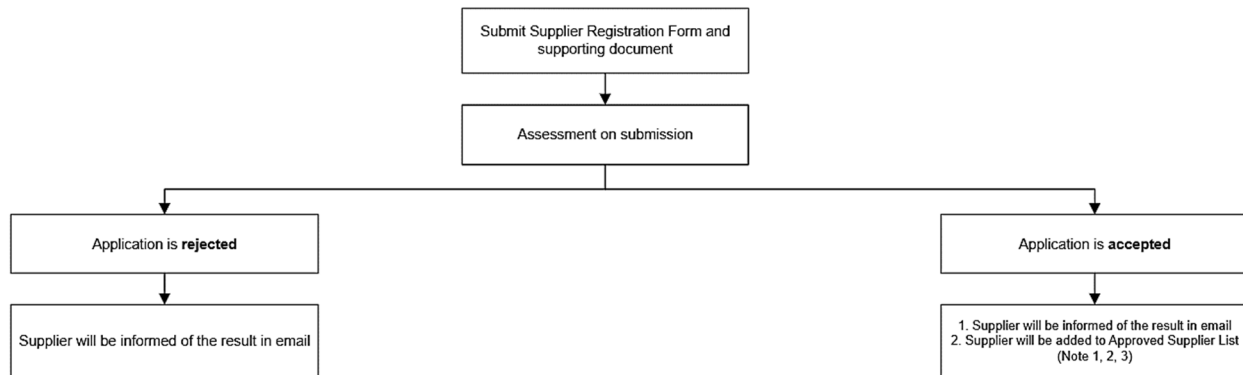 Submit Supplier Registration Form and
supporting document
Assessment on submission
Application is rejected
Application is accepted
Supplier will be informed of the result in email
1. Supplier will be informed of the result in email
2. Supplier will be added to Approved Supplier List
(Note 1, 2, 3)